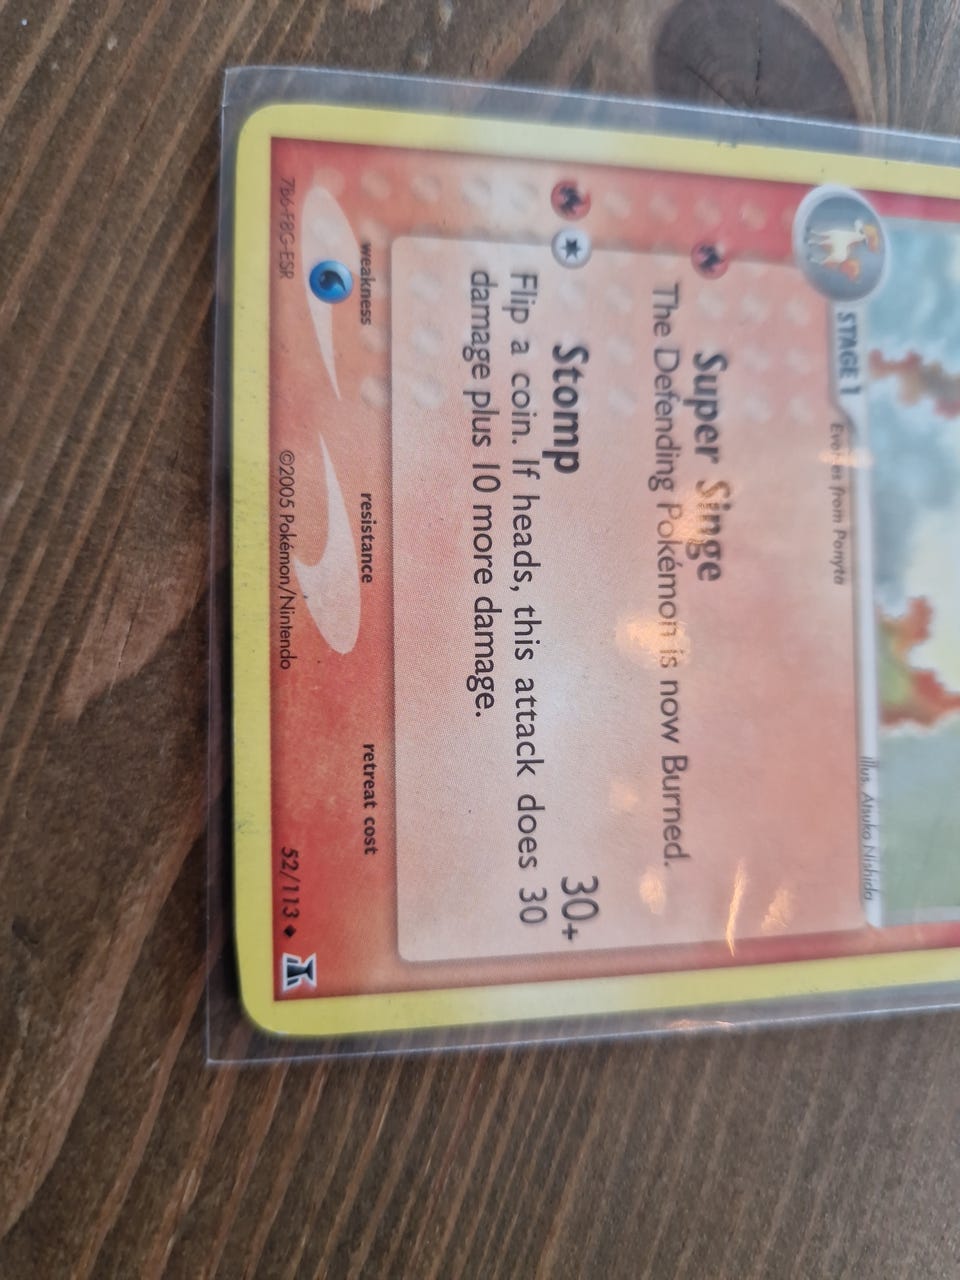 STAGE 1
Evolves from Ponyta
illus. Atsuko Nishida
Super Singe
The Defending Pokémon is now Burned.
Stomp 30+
Flip a coin. If heads, this attack does 30
damage plus 10 more damage.
weakness resistance retreat cost
7B6-F8G-ESR ©2005 Pokémon/Nintendo 52/113